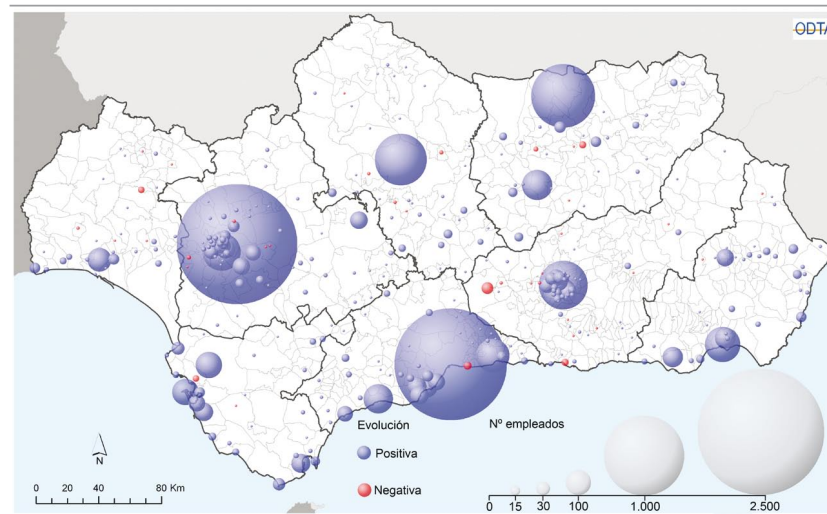 ODTA
Evolución
Nº empleados
Positiva
Negativa
N
0 20 40 80 Km
0 15 30 100 1.000 2.500